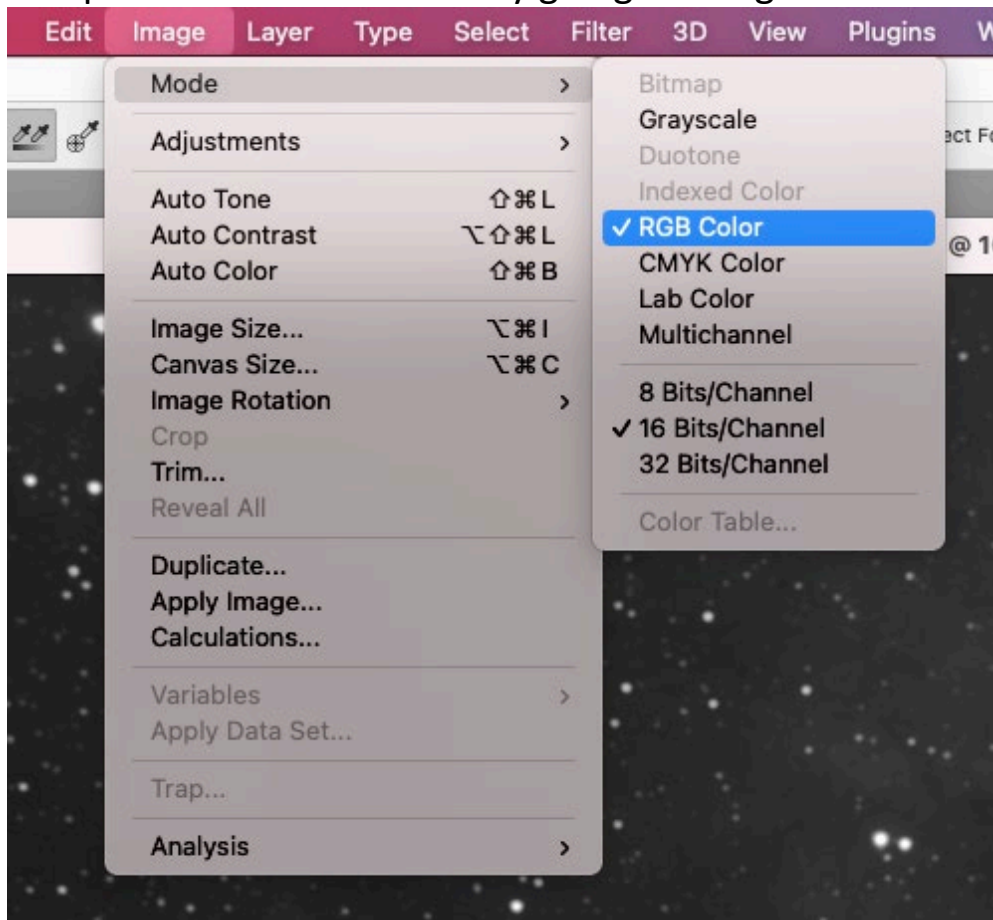 Edit Image Layer Type Select Filter 3D View Plugins
Mode >
Adjustments >
Auto Tone ⇧⌘L
Auto Contrast ⌥⇧⌘L
Auto Color ⇧⌘B
Image Size... ⌥⌘I
Canvas Size... ⌥⌘C
Image Rotation >
Crop
Trim...
Reveal All
Duplicate...
Apply Image...
Calculations...
Variables >
Apply Data Set...
Trap...
Analysis >
Bitmap
Grayscale
Duotone
Indexed Color
✓ RGB Color
CMYK Color
Lab Color
Multichannel
8 Bits/Channel
✓ 16 Bits/Channel
32 Bits/Channel
Color Table...
@ 1